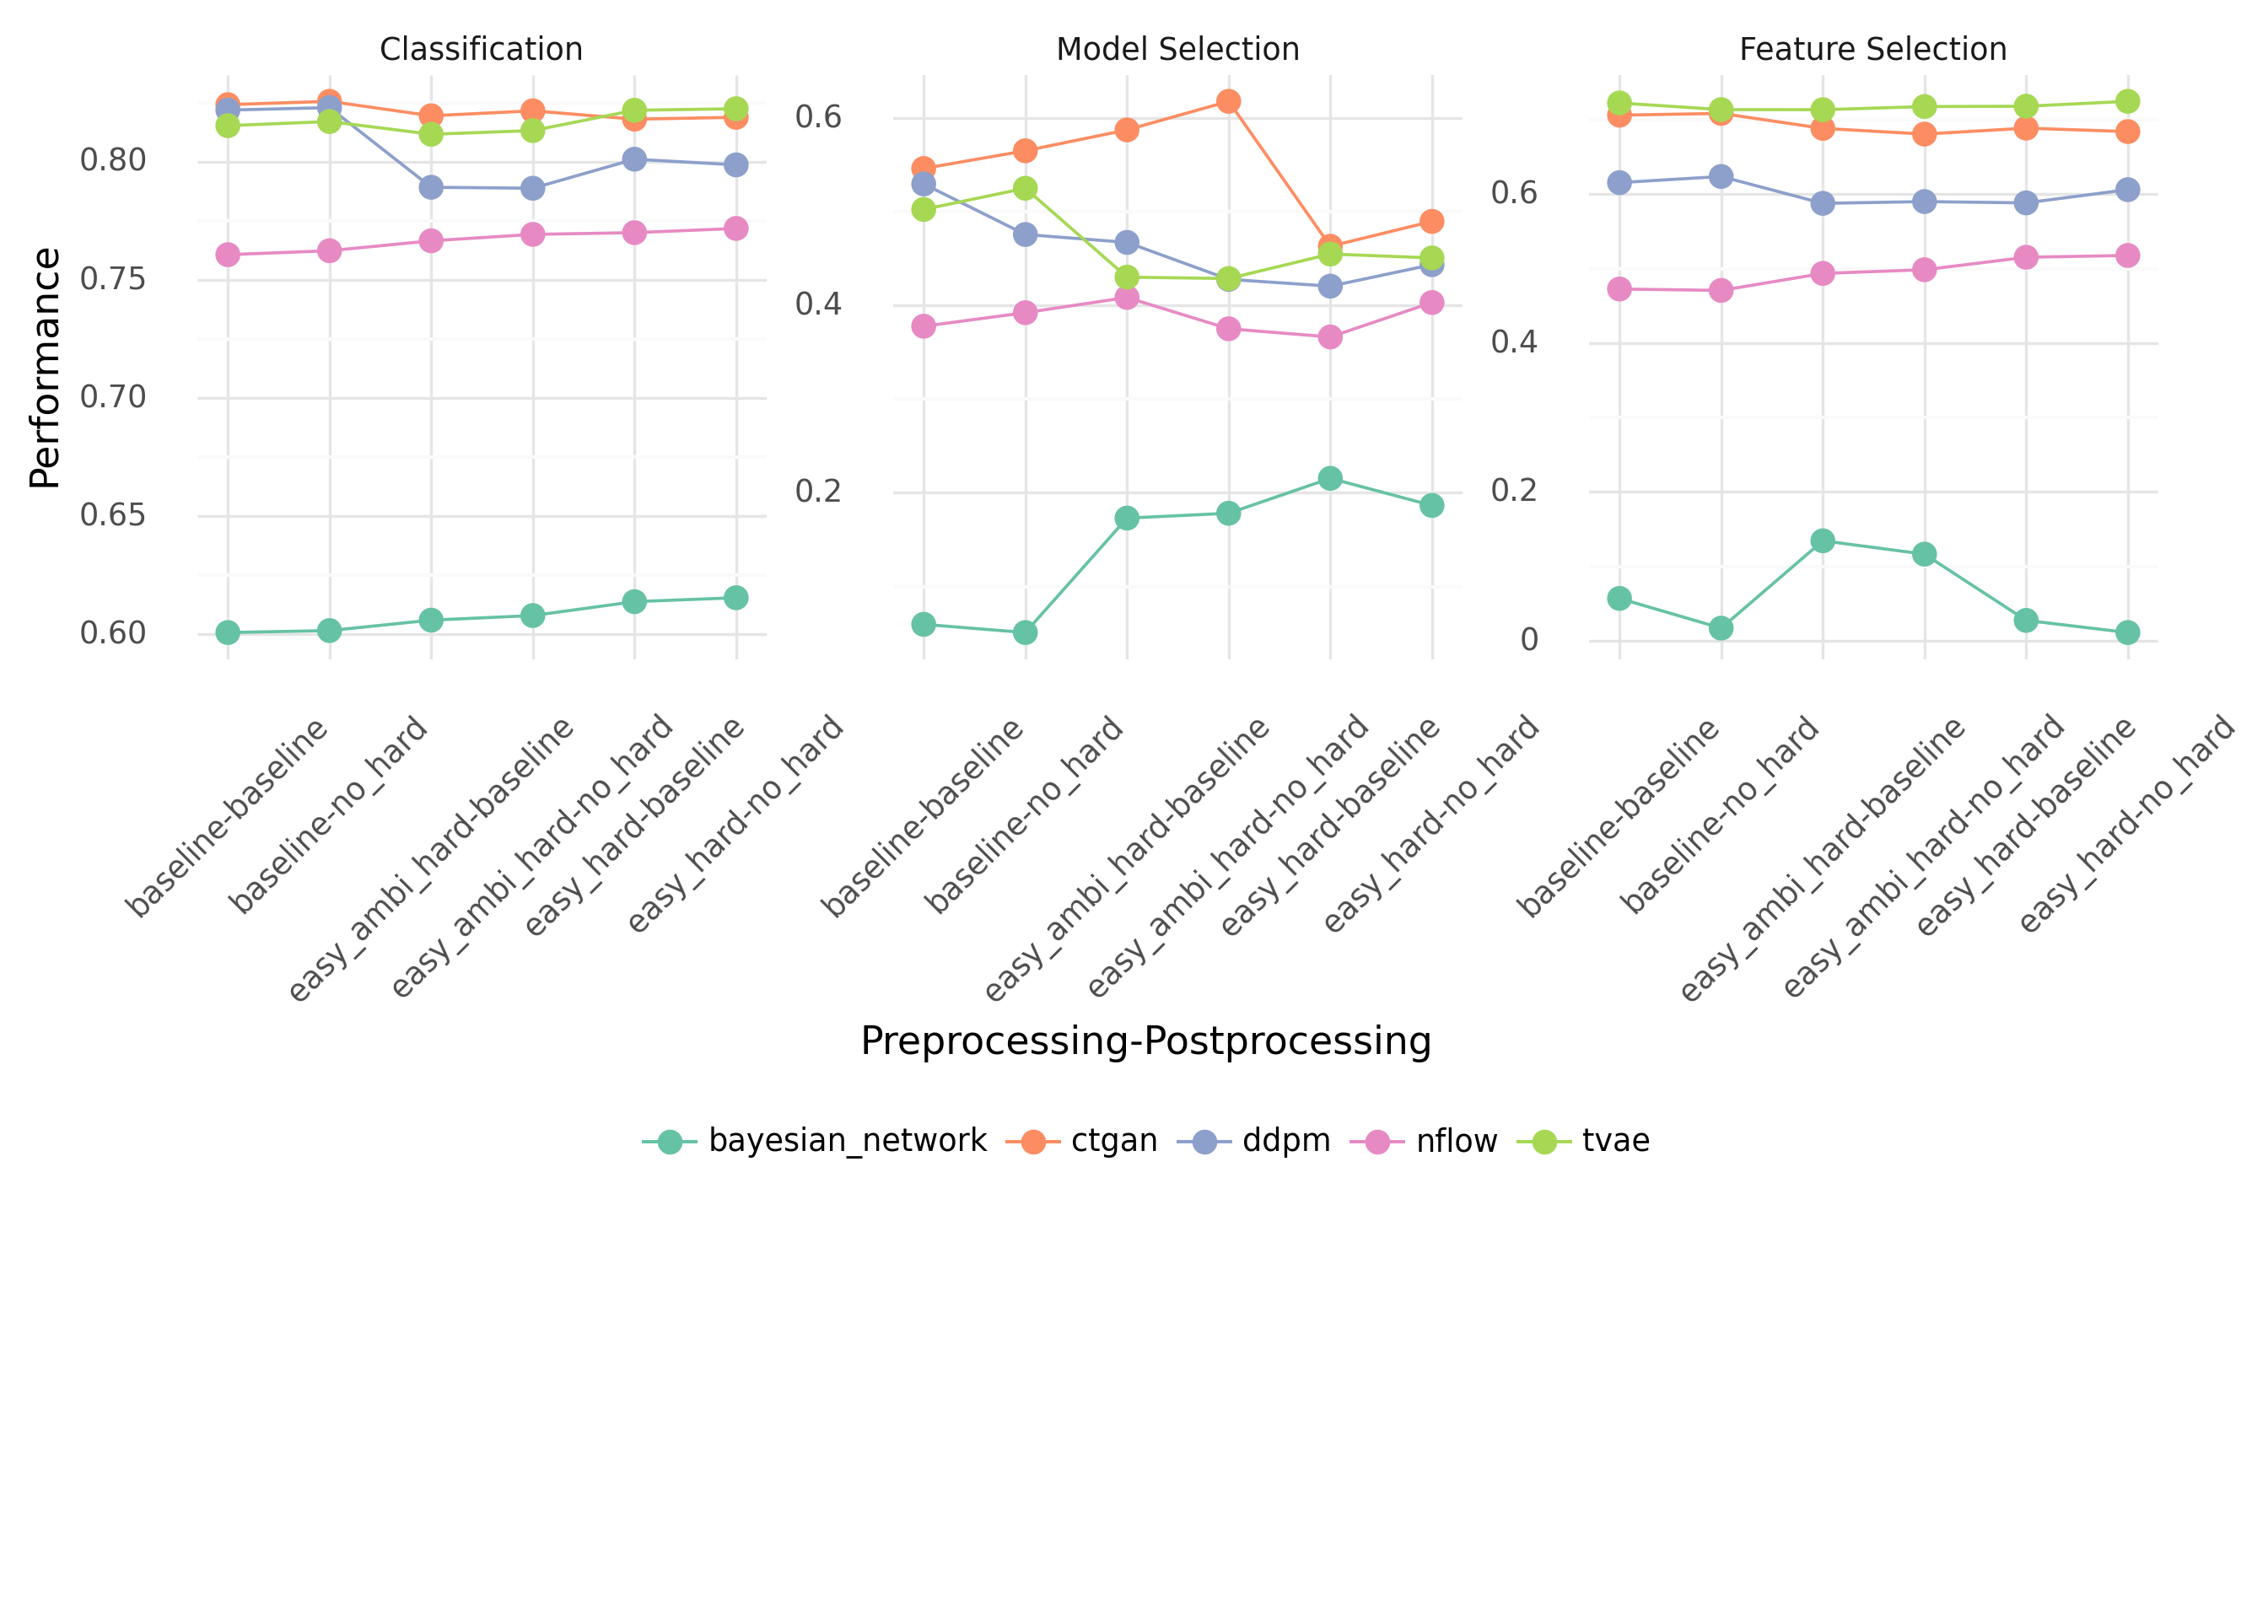 Classification
Model Selection
Feature Selection
Performance
0.80
0.75
0.70
0.65
0.60
0.6
0.4
0.2
0.6
0.4
0.2
0
baseline-baseline
baseline-no_hard
easy_ambi_hard-baseline
easy_ambi_hard-no_hard
easy_hard-baseline
easy_hard-no_hard
baseline-baseline
baseline-no_hard
easy_ambi_hard-baseline
easy_ambi_hard-no_hard
easy_hard-baseline
easy_hard-no_hard
baseline-baseline
baseline-no_hard
easy_ambi_hard-baseline
easy_ambi_hard-no_hard
easy_hard-baseline
easy_hard-no_hard
Preprocessing-Postprocessing
bayesian_network ctgan ddpm nflow tvae